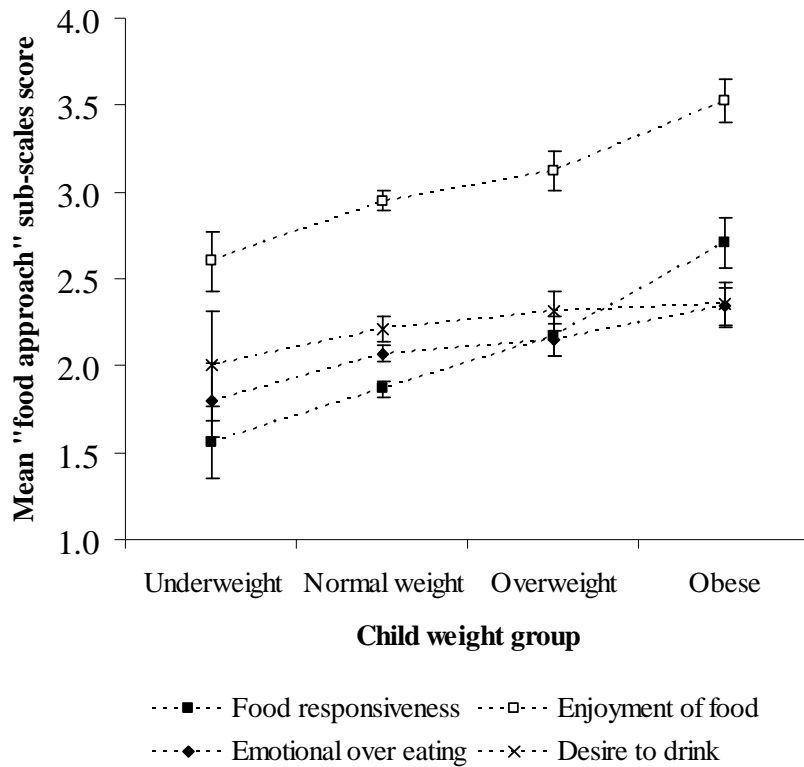 Mean "food approach" sub-scales score
4.0
3.5
3.0
2.5
2.0
1.5
1.0
Underweight Normal weight Overweight Obese
Child weight group
Food responsiveness Enjoyment of food
Emotional over eating Desire to drink